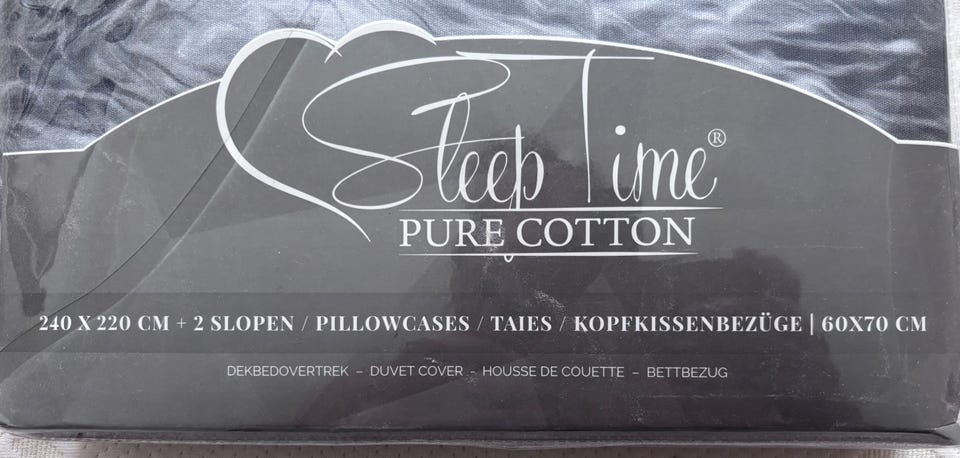 Sleep Time®
PURE COTTON
240 X 220 CM + 2 SLOPEN / PILLOWCASES / TAIES / KOPFKISSENBEZÜGE | 60X70 CM
DEKBEDOVERTREK – DUVET COVER - HOUSSE DE COUETTE – BETTBEZUG